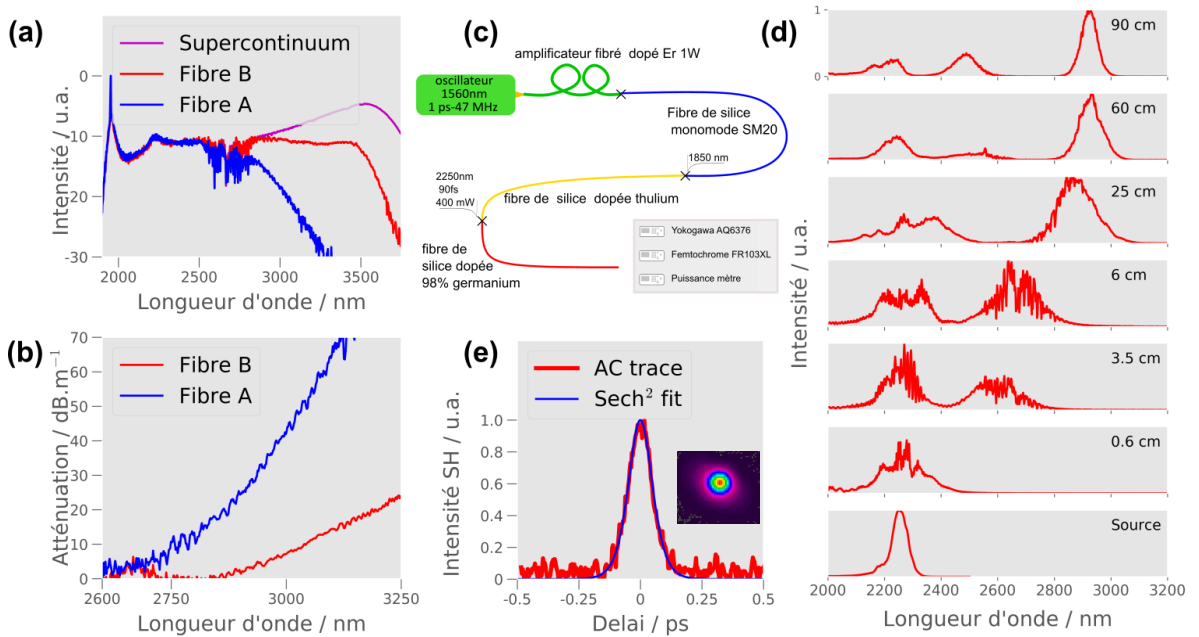 (a)
Supercontinuum
Fibre B
Fibre A
0
-10
-20
-30
Intensité / u.a.
1900 2500 3000 3500
Longueur d'onde / nm
(b)
Fibre B
Fibre A
70
60
50
40
30
20
10
0
Atténuation / dB.m⁻¹
2600 2750 3000 3250
Longueur d'onde / nm
(c)
amplificateur fibré dopé Er 1W
oscillateur
1560nm
1 ps-47 MHz
Fibre de silice
monomode SM20
1850 nm
2250nm
90fs
400 mW
fibre de silice dopée thulium
fibre de
silice dopée
98% germanium
Yokogawa AQ6376
Femtochrome FR103XL
Puissance mètre
(e)
AC trace
Sech² fit
1.0
0.8
0.6
0.4
0.2
0
Intensité SH / u.a.
-0.5 -0.25 0 0.25 0.5
Delai / ps
(d)
1
0
90 cm
60 cm
25 cm
6 cm
3.5 cm
0.6 cm
Source
Intensité / u.a.
2000 2200 2400 2600 2800 3000 3200
Longueur d'onde / nm